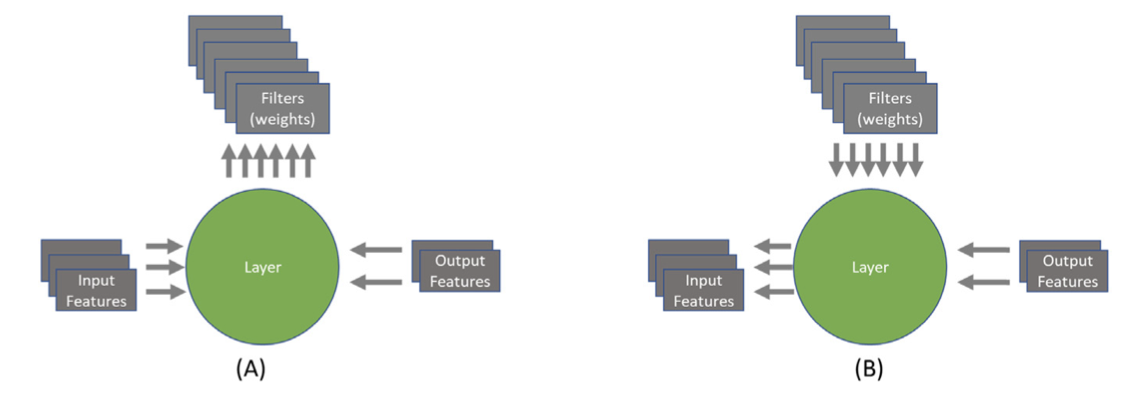 Filters
(weights)
Input
Features
Layer
Output
Features
(A)
Filters
(weights)
Input
Features
Layer
Output
Features
(B)